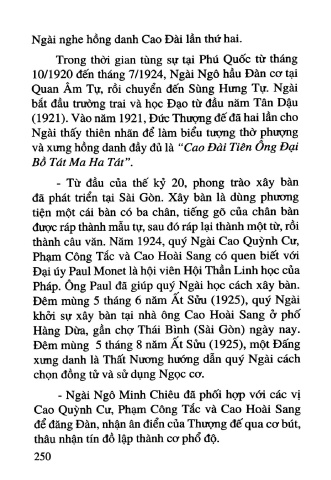 Ngài nghe hồng danh Cao Đài lần thứ hai.
Trong thời gian tùng sự tại Phú Quốc từ tháng
10/1920 đến tháng 7/1924, Ngài Ngô hầu Đàn cơ tại
Quan Âm Tự, rồi chuyển đến Sùng Hưng Tự. Ngài
bắt đầu trường trai và học Đạo từ đầu năm Tân Dậu
(1921). Vào năm 1921, Đức Thượng đế đã hai lần cho
Ngài thấy thiên nhãn để làm biểu tượng thờ phượng
và xưng hồng danh đầy đủ là “Cao Đài Tiên Ông Đại
Bồ Tát Ma Ha Tát”.
- Từ đầu của thế kỷ 20, phong trào xây bàn
đã phát triển tại Sài Gòn. Xây bàn là dùng phương
tiện một cái bàn có ba chân, tiếng gõ của chân bàn
được ráp thành mẫu tự, sau đó ráp lại thành một từ, rồi
thành câu văn. Năm 1924, quý Ngài Cao Quỳnh Cư,
Phạm Công Tắc và Cao Hoài Sang có quen biết với
Đại úy Paul Monet là hội viên Hội Thần Linh học của
Pháp. Ông Paul đã giúp quý Ngài học cách xây bàn.
Đêm mùng 5 tháng 6 năm Ất Sửu (1925), quý Ngài
khởi sự xây bàn tại nhà ông Cao Hoài Sang ở phố
Hàng Dừa, gần chợ Thái Bình (Sài Gòn) ngày nay.
Đêm mùng 5 tháng 8 năm Ất Sửu (1925), một Đấng
xưng danh là Thất Nương hướng dẫn quý Ngài cách
chọn đồng tử và sử dụng Ngọc cơ.
- Ngài Ngô Minh Chiêu đã phối hợp với các vị
Cao Quỳnh Cư, Phạm Công Tắc và Cao Hoài Sang
để đăng Đàn, nhận ân điển của Thượng đế qua cơ bút,
thâu nhận tín đồ lập thành cơ phổ độ.
250